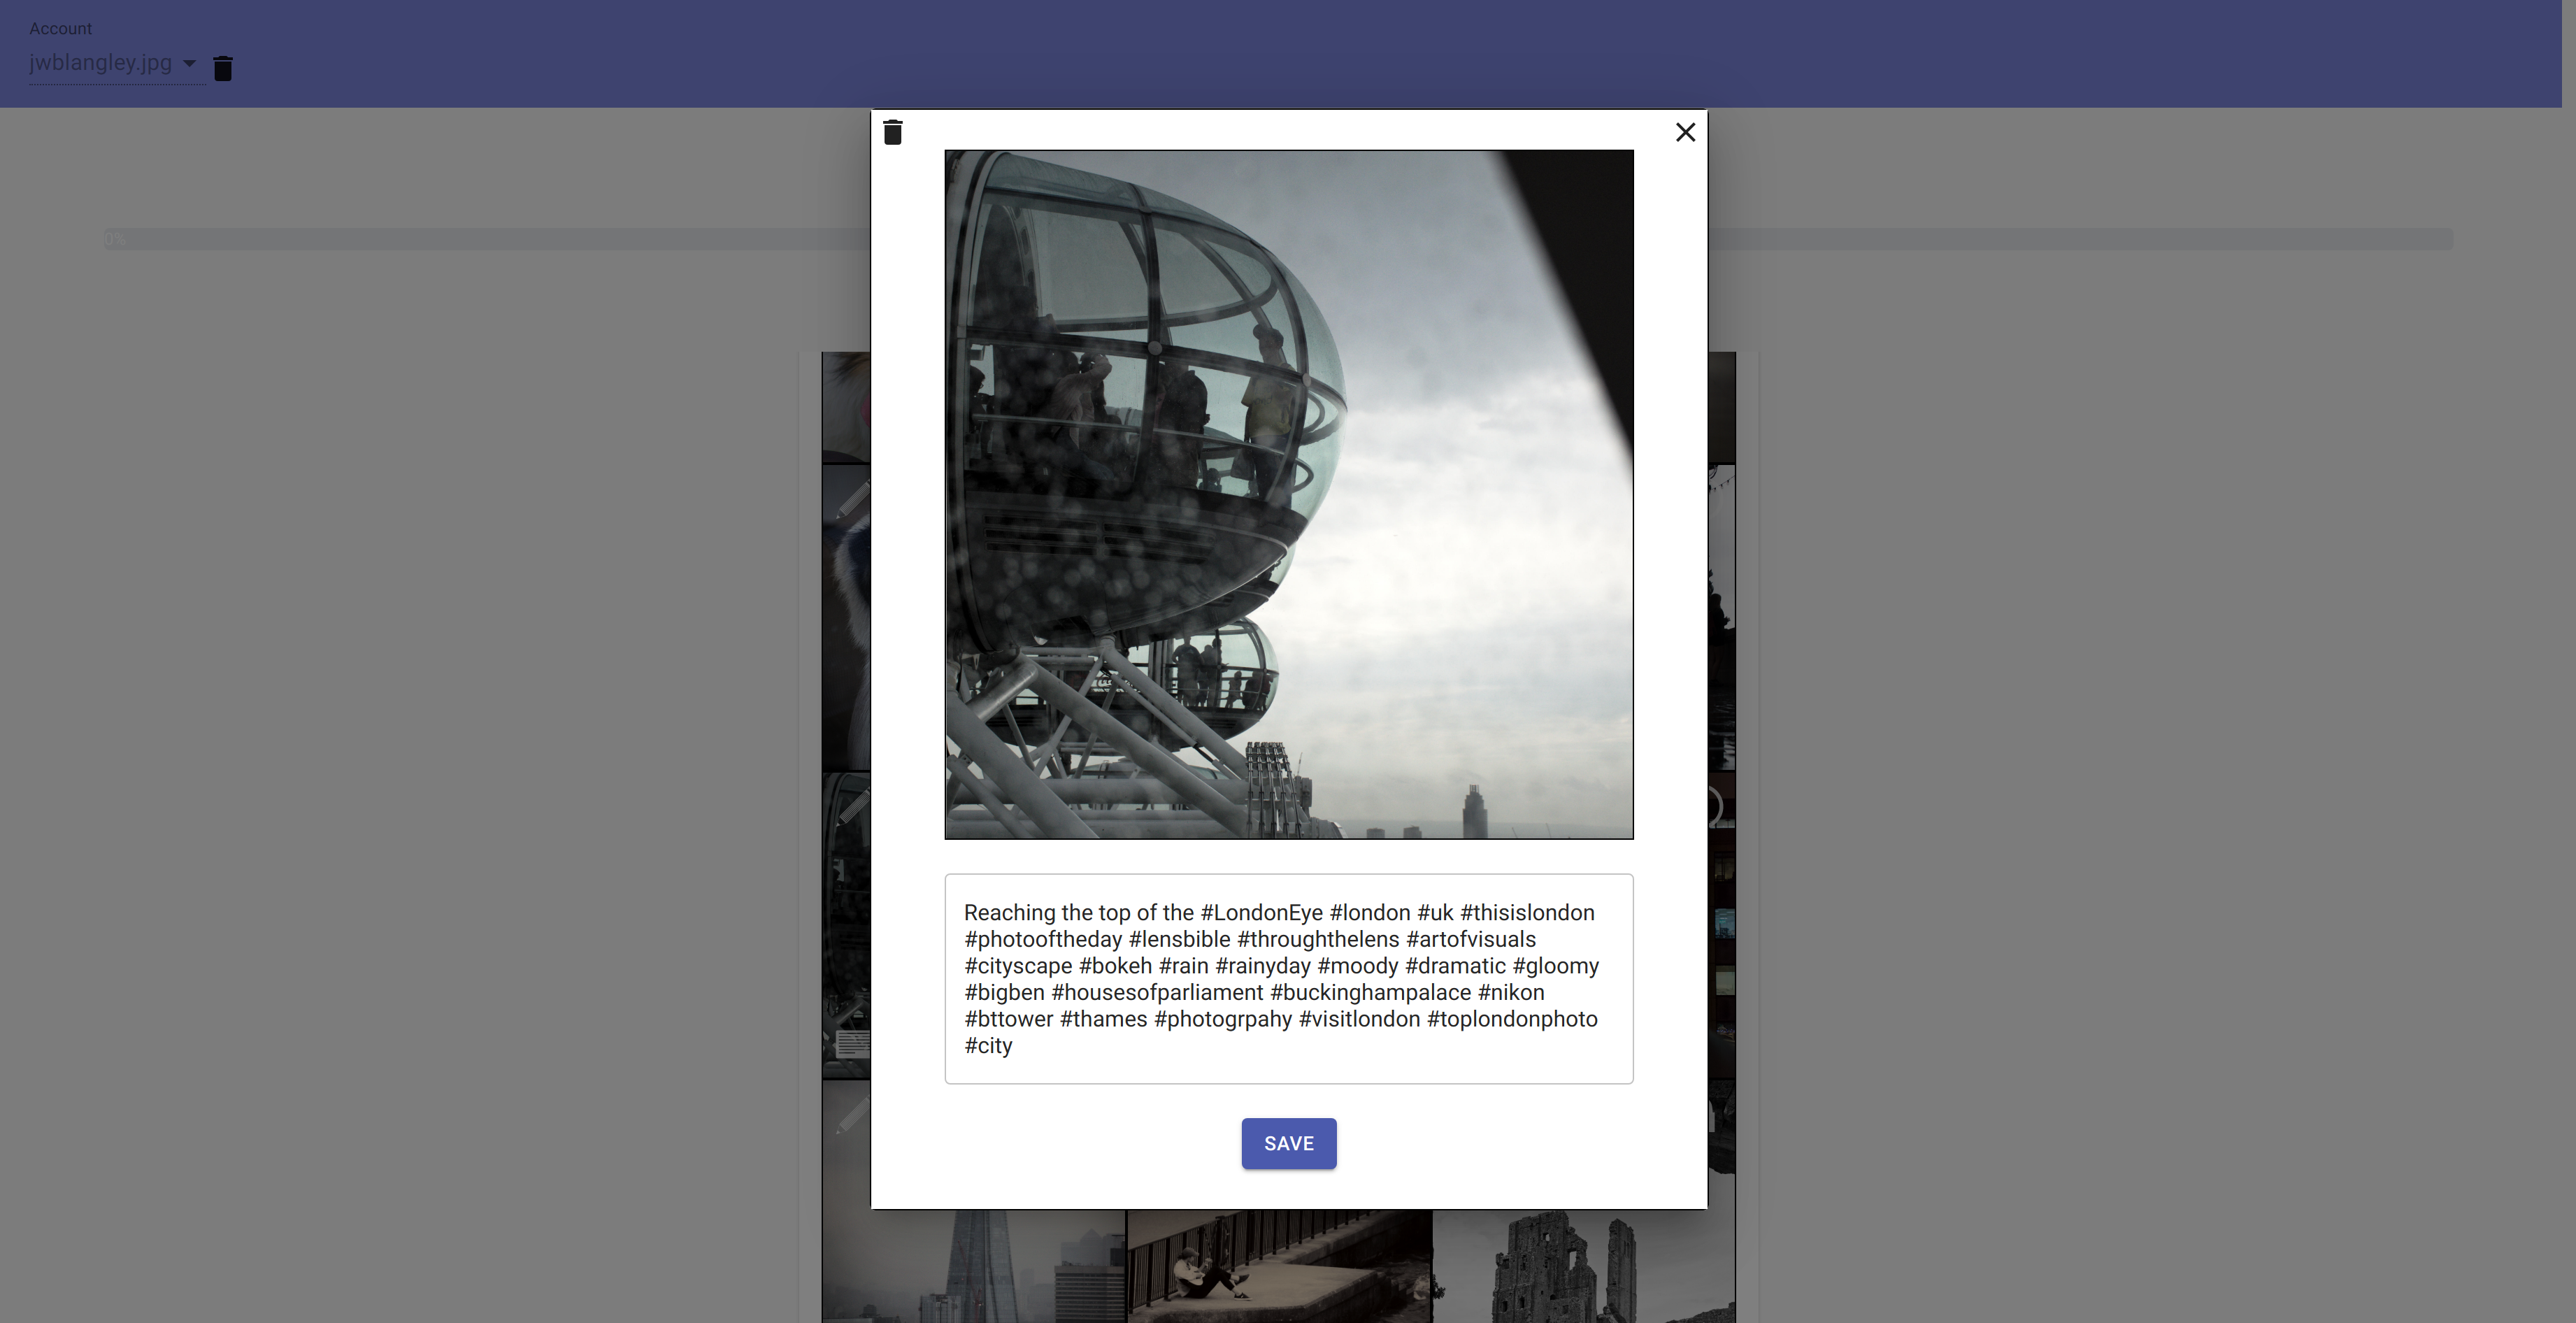 Account
jwblangley.jpg
0%
Reaching the top of the #LondonEye #london #uk #thisislondon
#photooftheday #lensbible #throughthelens #artofvisuals
#cityscape #bokeh #rain #rainyday #moody #dramatic #gloomy
#bigben #housesofparliament #buckinghampalace #nikon
#bttower #thames #photogrpahy #visitlondon #toplondonphoto
#city
SAVE